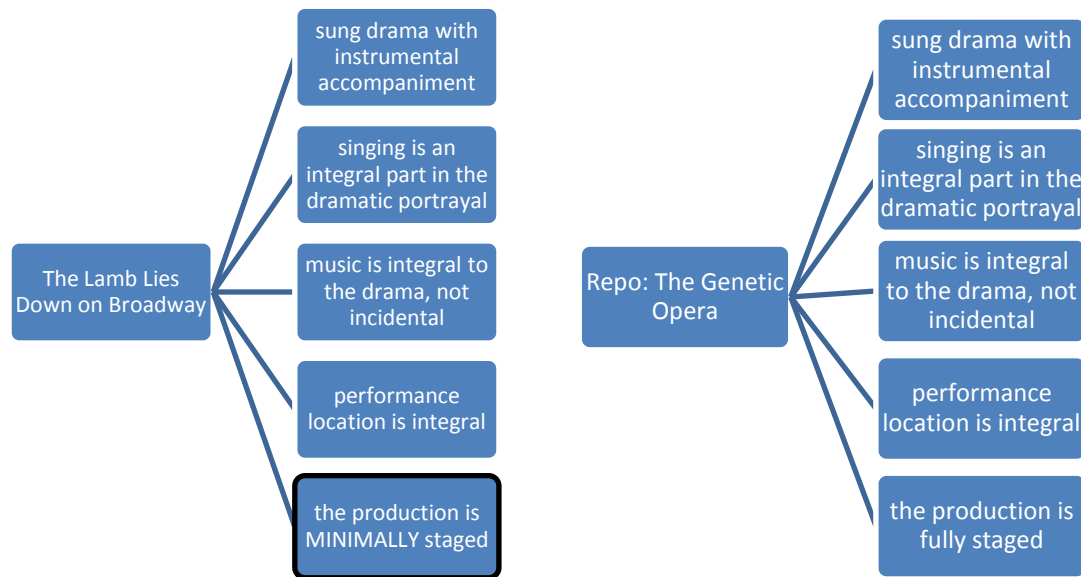 sung drama with
instrumental
accompaniment
singing is an
integral part in the
dramatic portrayal
The Lamb Lies
Down on Broadway
music is integral to
the drama, not
incidental
performance
location is integral
the production is
MINIMALLY staged
sung drama with
instrumental
accompaniment
singing is an
integral part in the
dramatic portrayal
Repo: The Genetic
Opera
music is integral
to the drama, not
incidental
performance
location is integral
the production is
fully staged